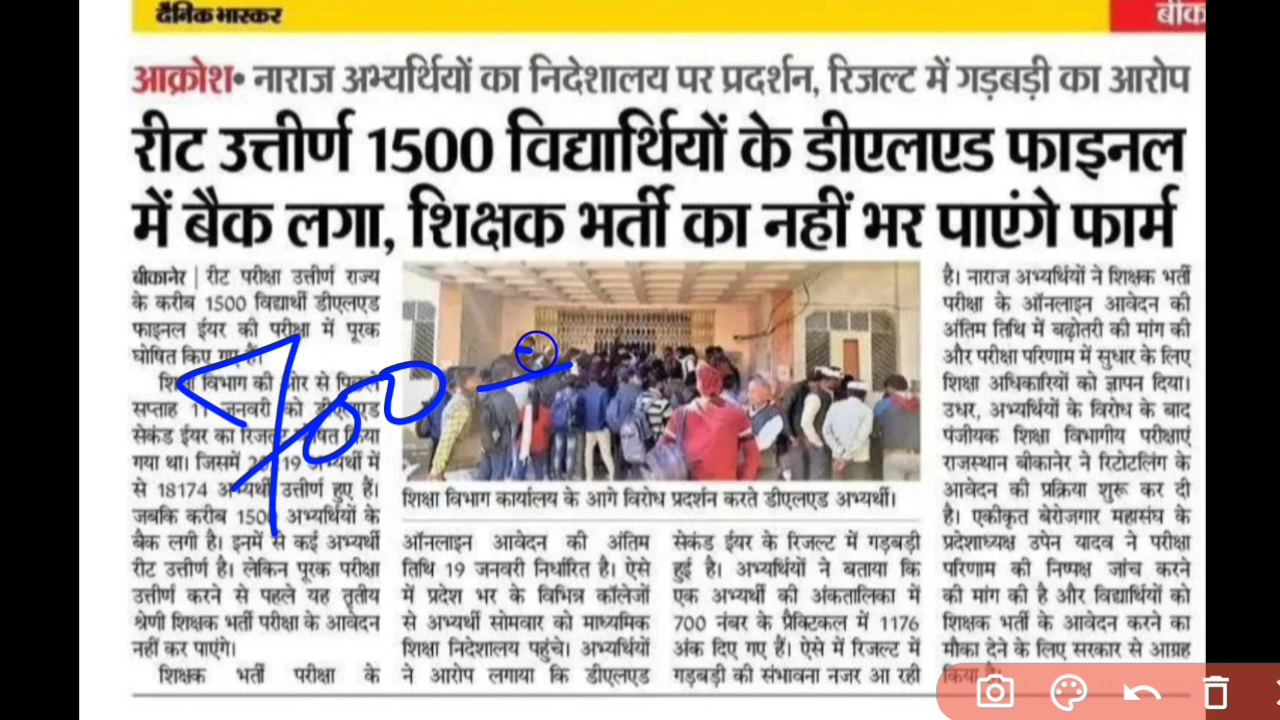 दैनिक भास्कर
आक्रोश• नाराज अभ्यर्थियों का निदेशालय पर प्रदर्शन, रिजल्ट में गड़बड़ी का आरोप
रीट उत्तीर्ण 1500 विद्यार्थियों के डीएलएड फाइनल
में बैक लगा, शिक्षक भर्ती का नहीं भर पाएंगे फार्म
बीकानेर | रीट परीक्षा उत्तीर्ण राज्य
के करीब 1500 विद्यार्थी डीएलएड
फाइनल ईयर की परीक्षा में पूरक
घोषित किए गए हैं।
विभाग की ओर से
सप्ताह 11 जनवरी को डीएलएड
सेकंड ईयर का किया
गया था। जिसमें में
से 18174 उत्तीर्ण हुए हैं।
जबकि करीब 1500 अभ्यर्थियों के
बैक लगी है। इनमें से कई अभ्यर्थी
रीट उत्तीर्ण है। लेकिन पूरक परीक्षा
उत्तीर्ण करने से पहले यह तृतीय
श्रेणी शिक्षक भर्ती परीक्षा के आवेदन
नहीं कर पाएंगे।
शिक्षक भर्ती परीक्षा के
शिक्षा विभाग कार्यालय के आगे विरोध प्रदर्शन करते डीएलएड अभ्यर्थी।
ऑनलाइन आवेदन की अंतिम
तिथि 19 जनवरी निर्धारित है। ऐसे
में प्रदेश भर के विभिन्न कॉलेजों
से अभ्यर्थी सोमवार को माध्यमिक
शिक्षा निदेशालय पहुंचे। अभ्यर्थियों
ने आरोप लगाया कि डीएलएड
सेकंड ईयर के रिजल्ट में गड़बड़ी
हुई है। अभ्यर्थियों ने बताया कि
एक अभ्यर्थी की अंकतालिका में
700 नंबर के प्रैक्टिकल में 1176
अंक दिए गए हैं। ऐसे में रिजल्ट में
गड़बड़ी की संभावना नजर आ रही
है। नाराज अभ्यर्थियों ने शिक्षक भर्ती
परीक्षा के ऑनलाइन आवेदन की
अंतिम तिथि में बढ़ोतरी की मांग की
और परीक्षा परिणाम में सुधार के लिए
शिक्षा अधिकारियों को ज्ञापन दिया।
उधर, अभ्यर्थियों के विरोध के बाद
पंजीयक शिक्षा विभागीय परीक्षाएं
राजस्थान बीकानेर ने रिटोटलिंग के
आवेदन की प्रक्रिया शुरू कर दी
है। एकीकृत बेरोजगार महासंघ के
प्रदेशाध्यक्ष उपेन यादव ने परीक्षा
परिणाम की निष्पक्ष जांच करने
की मांग की है और विद्यार्थियों को
शिक्षक भर्ती के आवेदन करने का
मौका देने के लिए सरकार से आग्रह
किया है।